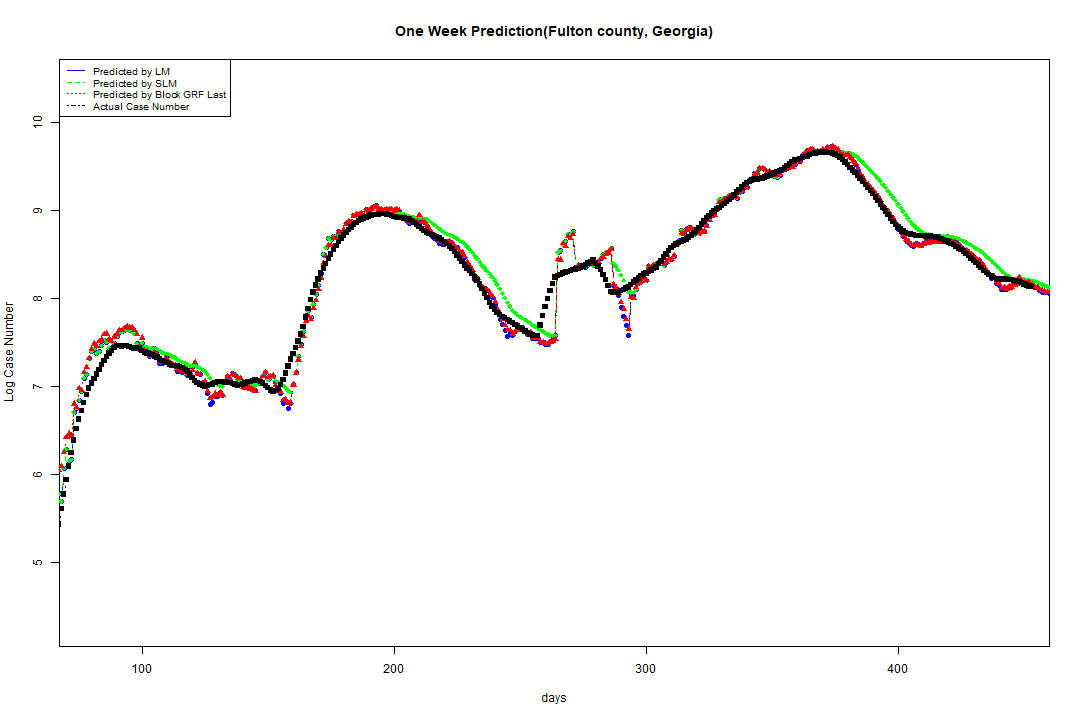 One Week Prediction(Fulton county, Georgia)
Predicted by LM
Predicted by SLM
Predicted by Block GRF Last
Actual Case Number
Log Case Number
10
9
8
7
6
5
100 200 300 400
days